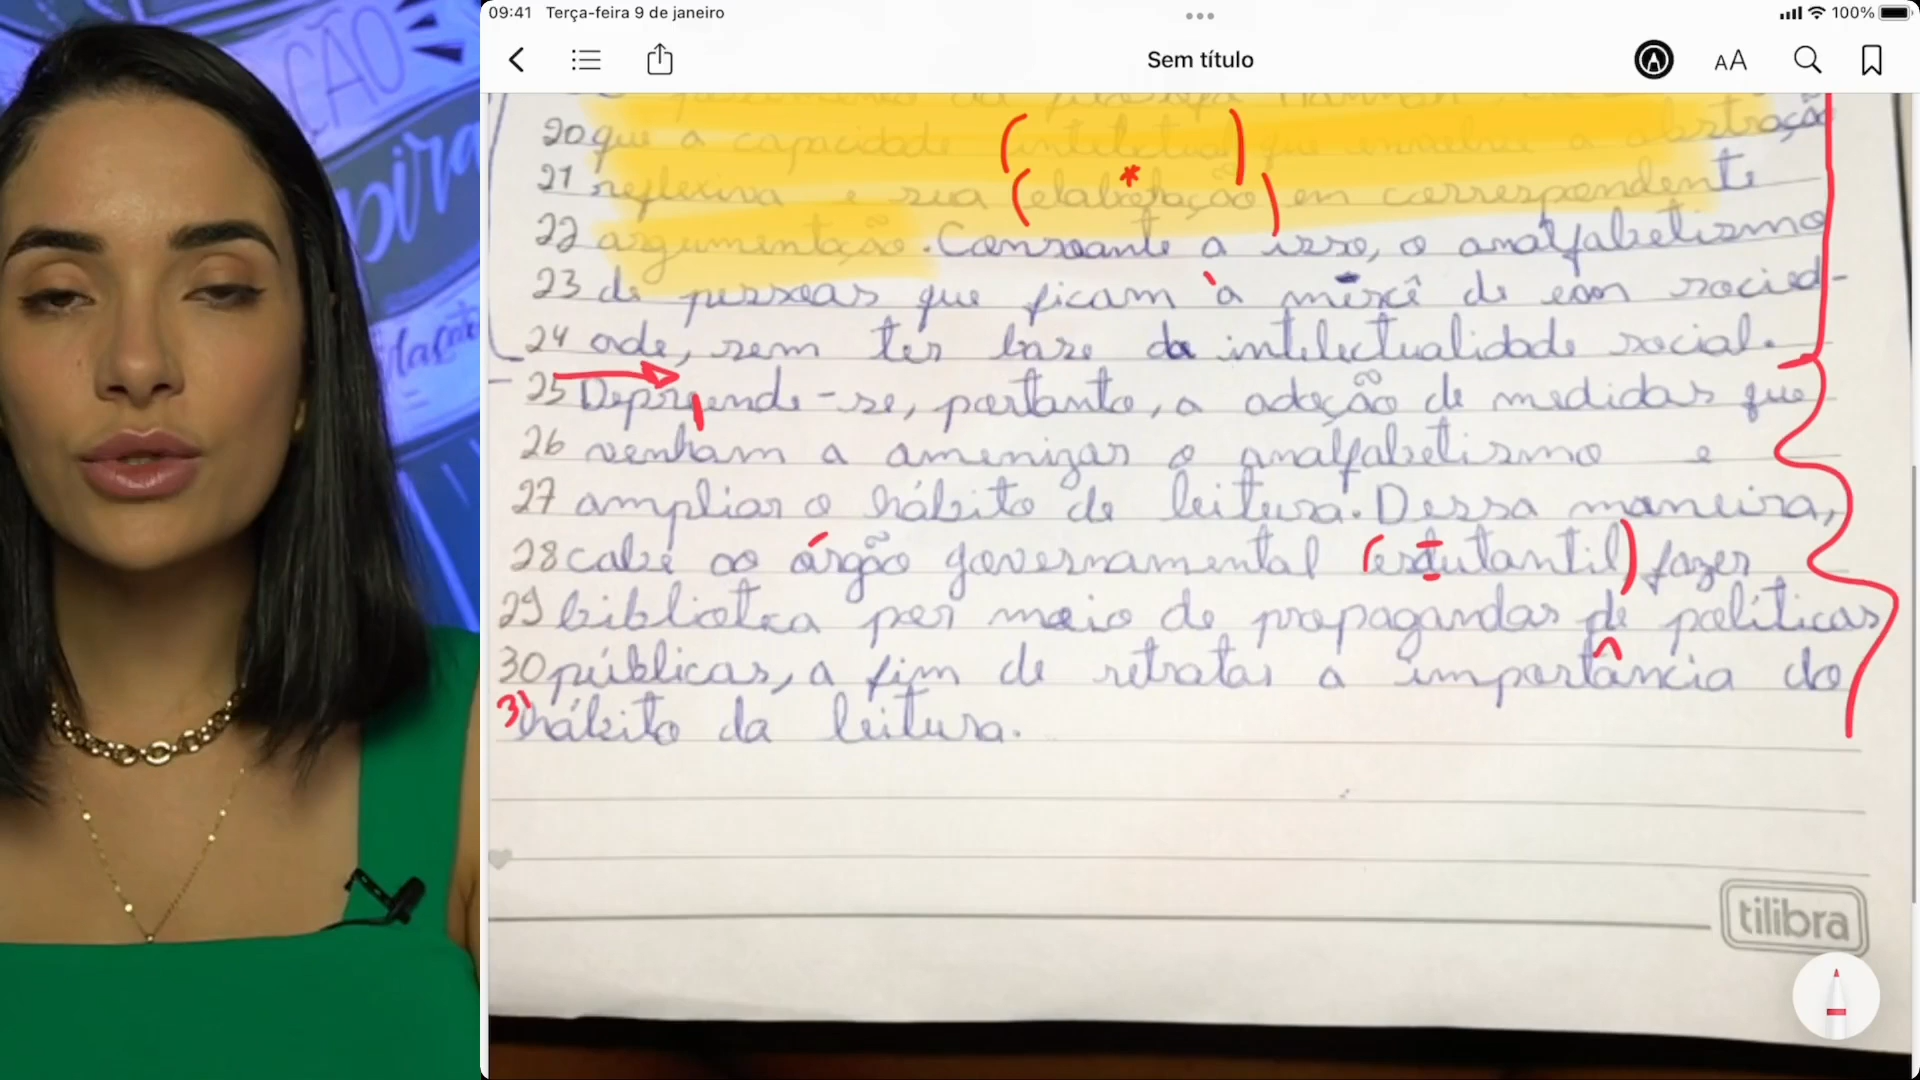 ÇÃO
pira
09:41 Terça-feira 9 de janeiro 100%
Sem título
AA
20 que a capacidade (intelectual) que envolve a abstração
21 reflexiva e sua (elaboração) em correspondente
22 argumentação. Consoante a isso, o analfabetismo
23 de pessoas que ficam à mercê de socied-
24 ade, sem ter base da intelectualidade social.
25 Depreende-se, portanto, a adoção de medidas que
26 venham a amenizar o analfabetismo e
27 ampliar o hábito de leitura. Dessa maneira,
28 cabe ao órgão governamental (estutantil) fazer
29 biblioteca por meio de propagandas de políticas
30 públicas, a fim de retratar a importância do
31 hábito da leitura.
tilibra